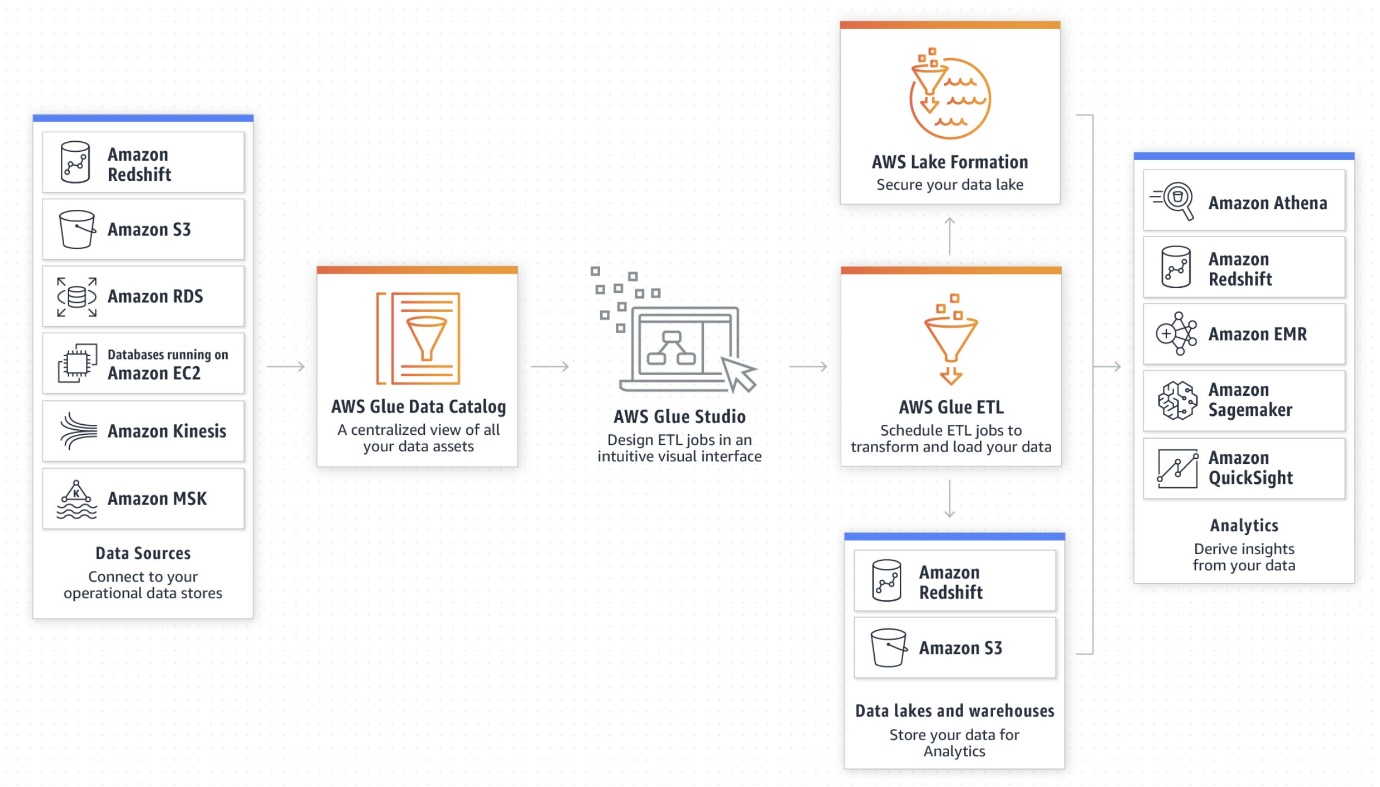 Amazon
Redshift
Amazon S3
Amazon RDS
Databases running on
Amazon EC2
Amazon Kinesis
K
Amazon MSK
Data Sources
Connect to your
operational data stores
AWS Glue Data Catalog
A centralized view of all
your data assets
AWS Glue Studio
Design ETL jobs in an
intuitive visual interface
AWS Lake Formation
Secure your data lake
AWS Glue ETL
Schedule ETL jobs to
transform and load your data
Amazon
Redshift
Amazon S3
Data lakes and warehouses
Store your data for
Analytics
Amazon Athena
Amazon
Redshift
Amazon EMR
Amazon
Sagemaker
Amazon
QuickSight
Analytics
Derive insights
from your data